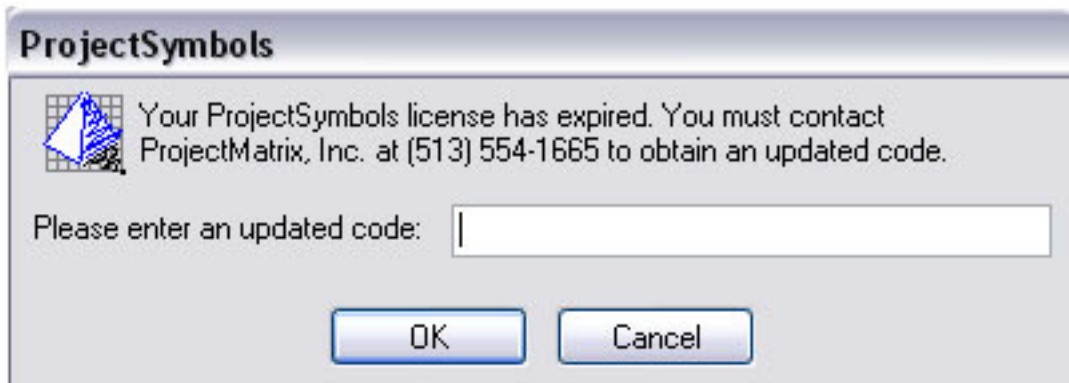 ProjectSymbols
Your ProjectSymbols license has expired. You must contact
ProjectMatrix, Inc. at (513) 554-1665 to obtain an updated code.
Please enter an updated code:
OK
Cancel